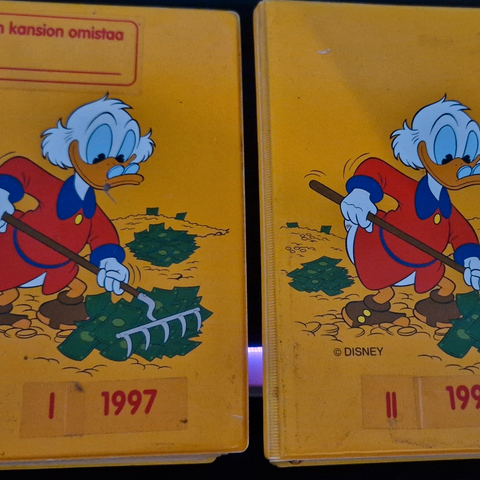 kansion omistaa
© DISNEY
I 1997
II